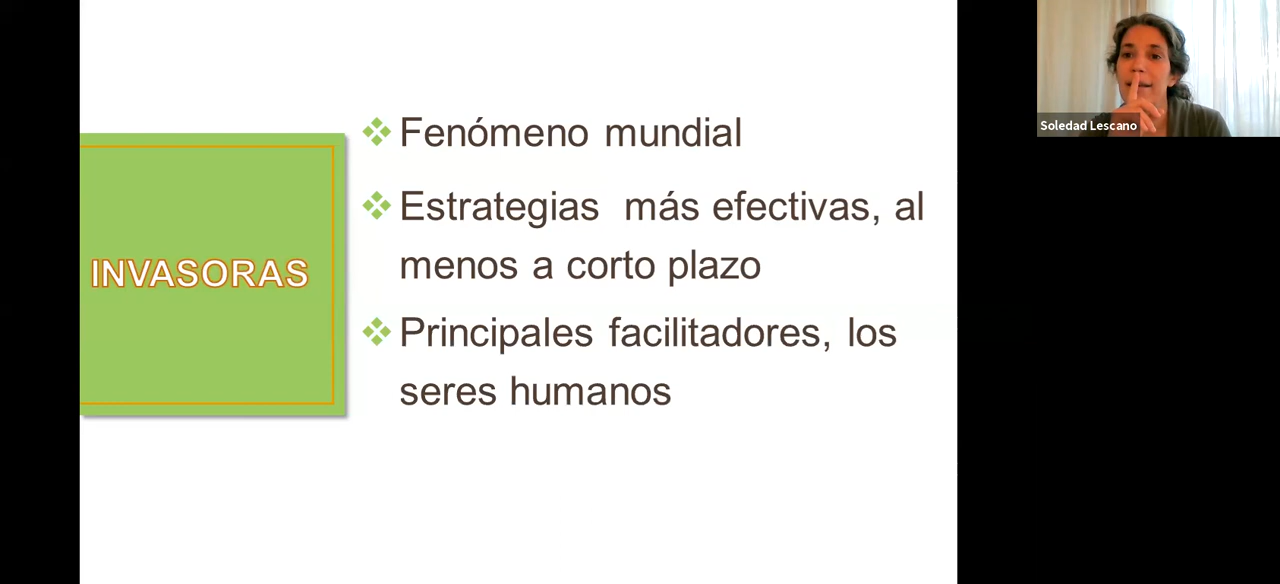 INVASORAS
Fenómeno mundial
Estrategias  más efectivas, al
menos a corto plazo
Principales facilitadores, los
seres humanos
Soledad Lescano